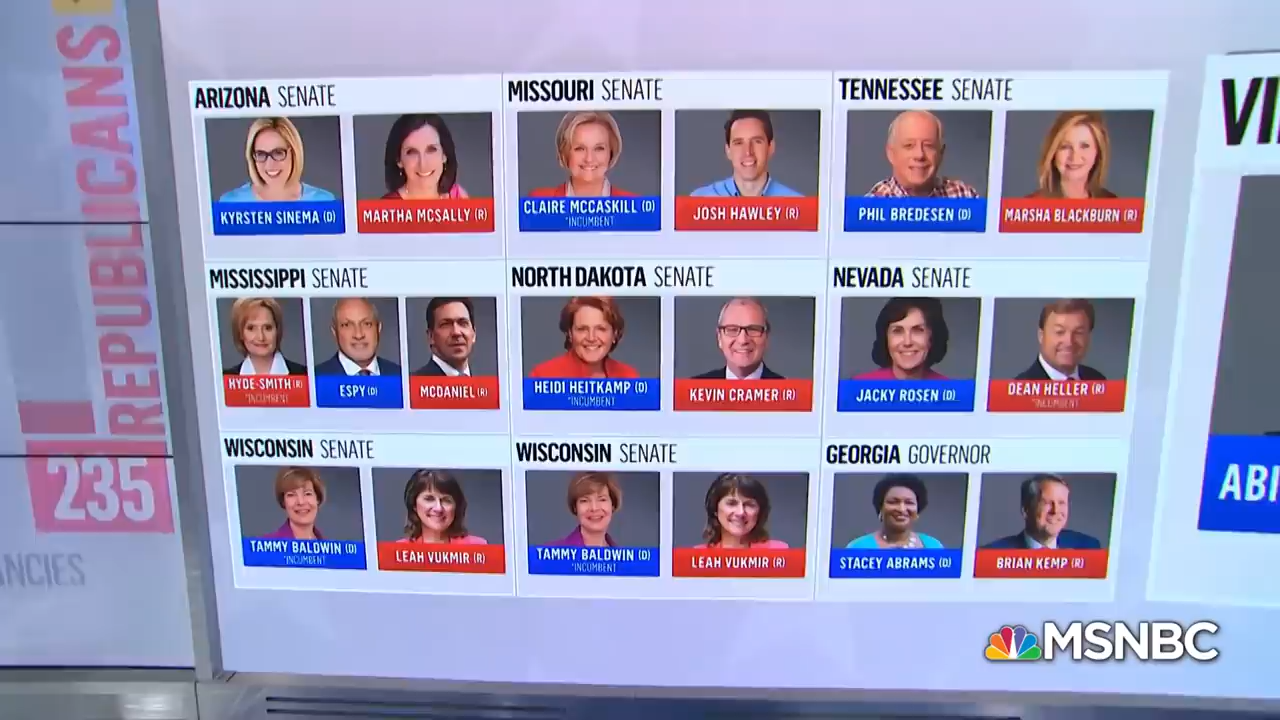 REPUBLICANS
235
NCIES
ARIZONA SENATE
KYRSTEN SINEMA (D)
MARTHA MCSALLY (R)
MISSOURI SENATE
CLAIRE MCCASKILL (D)
*INCUMBENT
JOSH HAWLEY (R)
TENNESSEE SENATE
PHIL BREDESEN (D)
MARSHA BLACKBURN (R)
MISSISSIPPI SENATE
HYDE-SMITH (R)
*INCUMBENT
ESPY (D)
MCDANIEL (R)
NORTH DAKOTA SENATE
HEIDI HEITKAMP (D)
*INCUMBENT
KEVIN CRAMER (R)
NEVADA SENATE
JACKY ROSEN (D)
DEAN HELLER (R)
*INCUMBENT
WISCONSIN SENATE
TAMMY BALDWIN (D)
*INCUMBENT
LEAH VUKMIR (R)
WISCONSIN SENATE
TAMMY BALDWIN (D)
*INCUMBENT
LEAH VUKMIR (R)
GEORGIA GOVERNOR
STACEY ABRAMS (D)
BRIAN KEMP (R)
VI
ABI
MSNBC